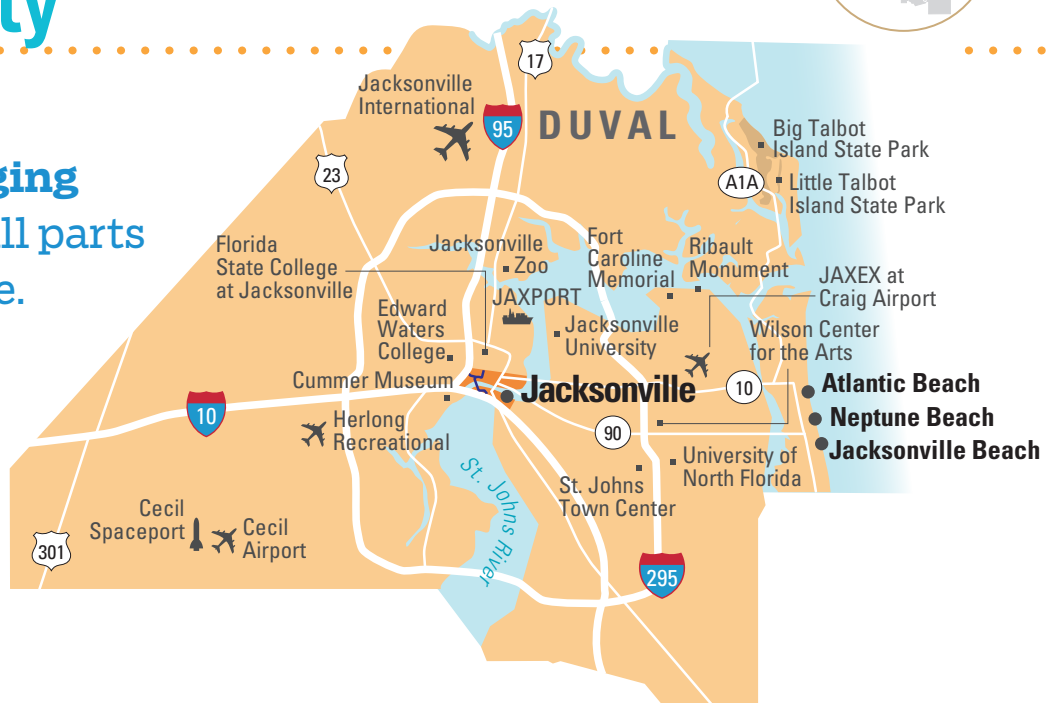 ty
ging
ll parts
e.
17
Jacksonville
International
95
DUVAL
Big Talbot
Island State Park
23
A1A
Little Talbot
Island State Park
Florida
State College
at Jacksonville
Jacksonville
Zoo
Fort
Caroline
Memorial
Ribault
Monument
JAXEX at
Craig Airport
JAXPORT
Edward
Waters
College
Jacksonville
University
Wilson Center
for the Arts
Cummer Museum
Jacksonville
10
Atlantic Beach
Neptune Beach
Jacksonville Beach
10
Herlong
Recreational
90
University of
North Florida
St. Johns
Town Center
St. Johns River
Cecil
Spaceport
Cecil
Airport
301
295